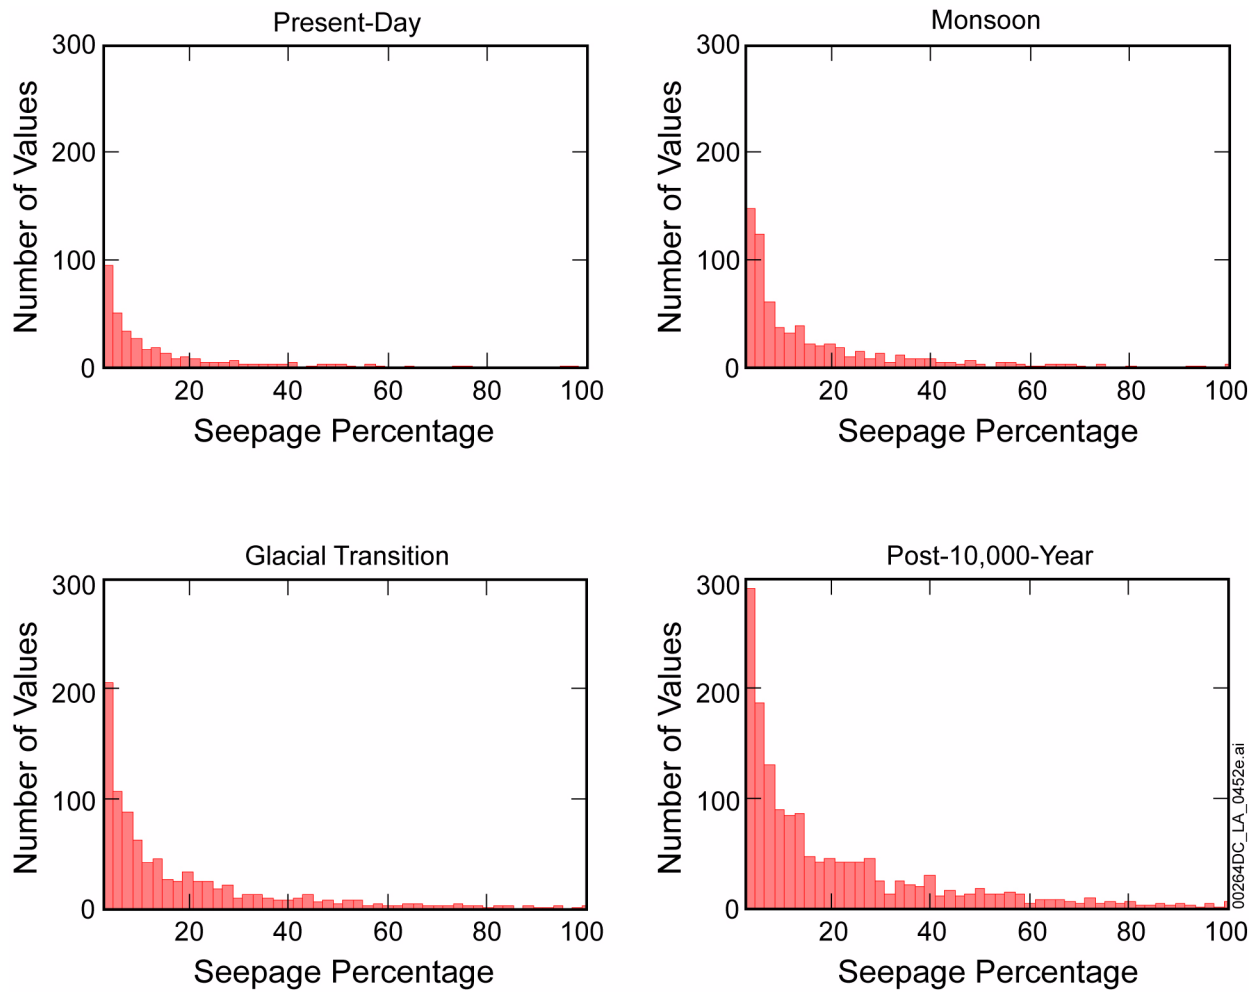 Present-Day
300
200
100
0
Number of Values
20 40 60 80 100
Seepage Percentage
Monsoon
300
200
100
0
Number of Values
20 40 60 80 100
Seepage Percentage
Glacial Transition
300
200
100
0
Number of Values
20 40 60 80 100
Seepage Percentage
Post-10,000-Year
300
200
100
0
Number of Values
20 40 60 80 100
Seepage Percentage
00264DC_LA_0452e.ai